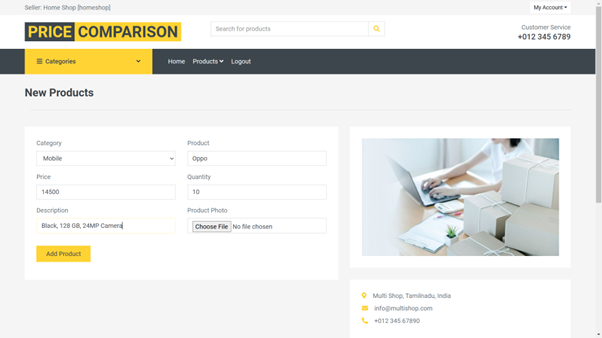 Seller: Home Shop [homeshop]
My Account
PRICE COMPARISON
Search for products
Customer Service
+012 345 6789
Categories
Home
Products
Logout
New Products
Category
Product
Mobile
Oppo
Price
Quantity
14500
10
Description
Product Photo
Black, 128 GB, 24MP Camera
Choose File No file chosen
Add Product
Multi Shop, Tamilnadu, India
info@multishop.com
+012 345 67890